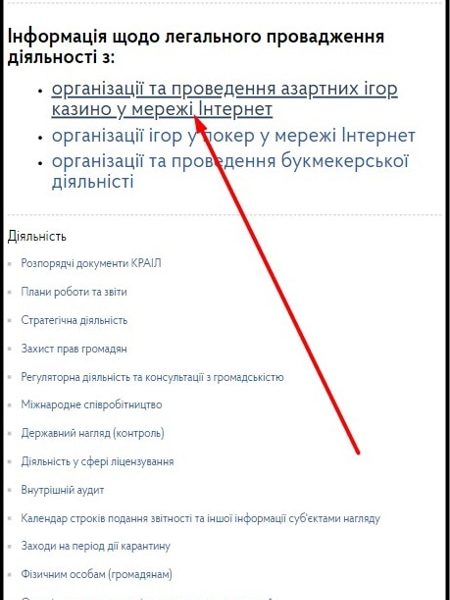 Інформація щодо легального провадження
діяльності з:
організації та проведення азартних ігор
казино у мережі Інтернет
організації ігор у покер у мережі Інтернет
організації та проведення букмекерської
діяльності
Діяльність
Розпорядчі документи КРАІЛ
Плани роботи та звіти
Стратегічна діяльність
Захист прав громадян
Регуляторна діяльність та консультації з громадськістю
Міжнародне співробітництво
Державний нагляд (контроль)
Діяльність у сфері ліцензування
Внутрішній аудит
Календар строків подання звітності та іншої інформації суб'єктами нагляду
Заходи на період дії карантину
Фізичним особам (громадянам)